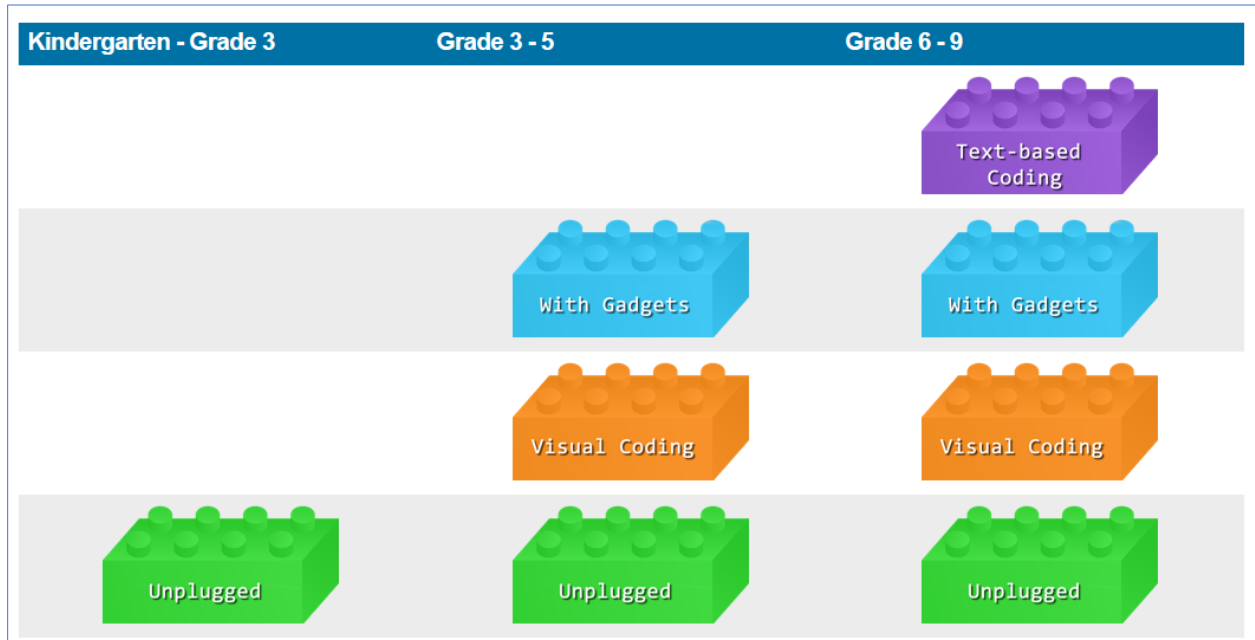 Kindergarten - Grade 3
Grade 3 - 5
Grade 6 - 9
Text-based
Coding
With Gadgets
With Gadgets
Visual Coding
Visual Coding
Unplugged
Unplugged
Unplugged